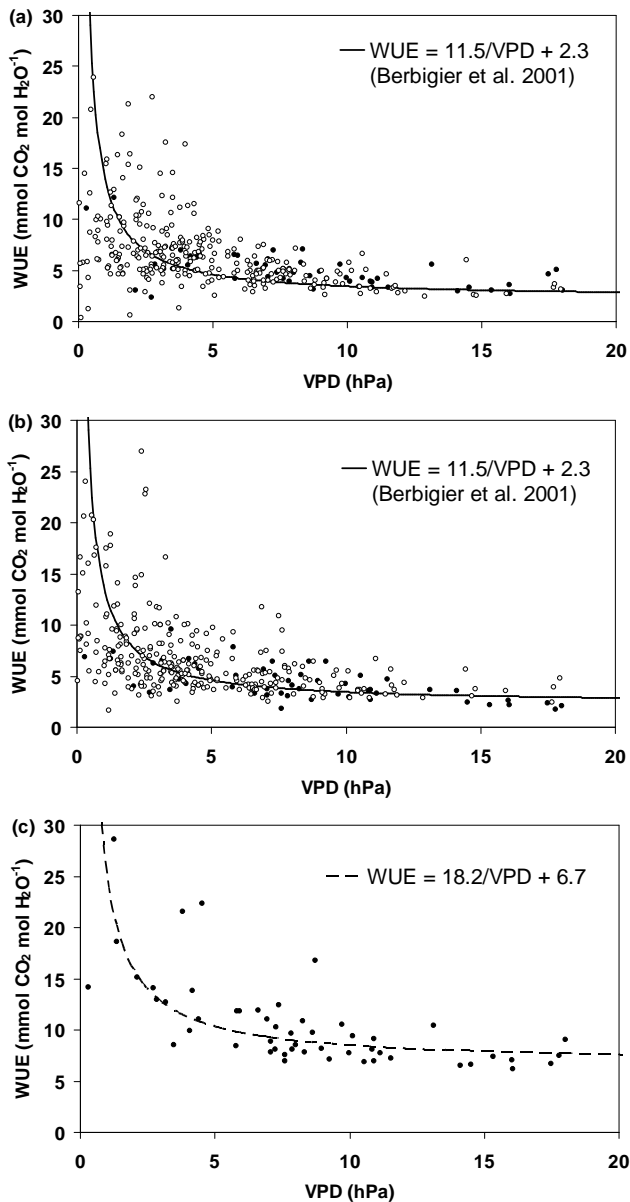 (a)
30
25
20
15
10
5
0
WUE (mmol CO₂ mol H₂O⁻¹)
WUE = 11.5/VPD + 2.3
(Berbigier et al. 2001)
0 5 10 15 20
VPD (hPa)
(b)
30
25
20
15
10
5
0
WUE (mmol CO₂ mol H₂O⁻¹)
WUE = 11.5/VPD + 2.3
(Berbigier et al. 2001)
0 5 10 15 20
VPD (hPa)
(c)
30
25
20
15
10
5
0
WUE (mmol CO₂ mol H₂O⁻¹)
WUE = 18.2/VPD + 6.7
0 5 10 15 20
VPD (hPa)